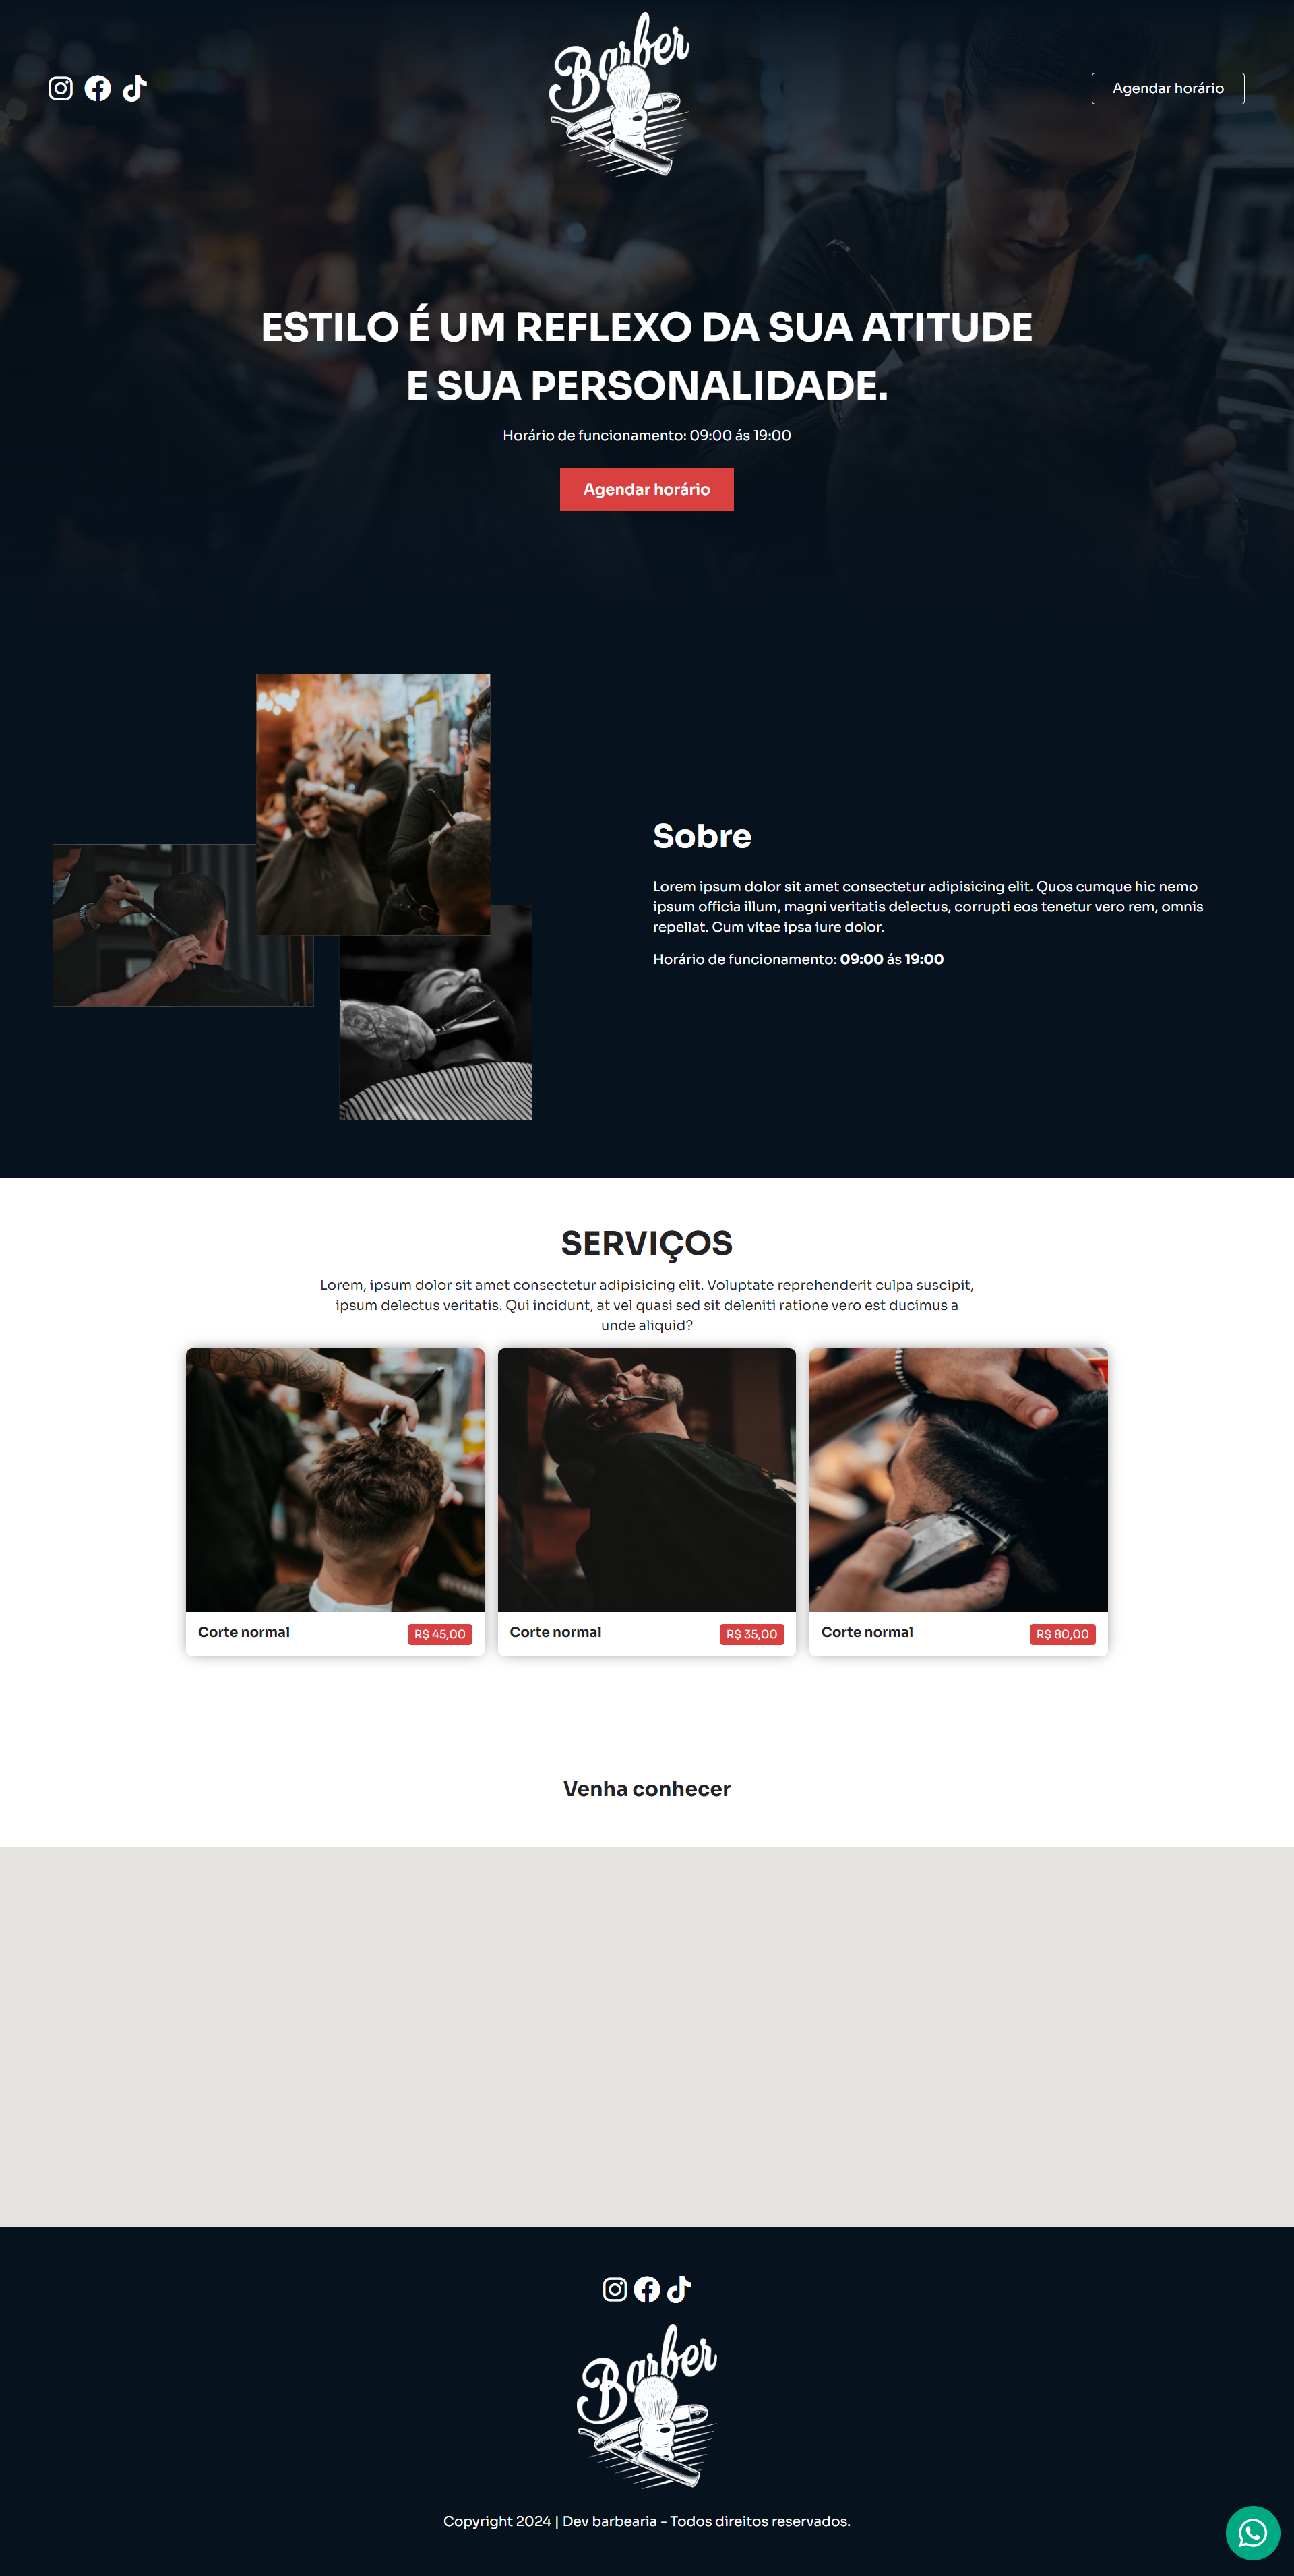 Barber
Agendar horário
ESTILO É UM REFLEXO DA SUA ATITUDE
E SUA PERSONALIDADE.
Horário de funcionamento: 09:00 ás 19:00
Agendar horário
Sobre
Lorem ipsum dolor sit amet consectetur adipisicing elit. Quos cumque hic nemo
ipsum officia illum, magni veritatis delectus, corrupti eos tenetur vero rem, omnis
repellat. Cum vitae ipsa iure dolor.
Horário de funcionamento: 09:00 ás 19:00
SERVIÇOS
Lorem, ipsum dolor sit amet consectetur adipisicing elit. Voluptate reprehenderit culpa suscipit,
ipsum delectus veritatis. Qui incidunt, at vel quasi sed sit deleniti ratione vero est ducimus a
unde aliquid?
Corte normal R$ 45,00
Corte normal R$ 35,00
Corte normal R$ 80,00
Venha conhecer
Barber
Copyright 2024 | Dev barbearia - Todos direitos reservados.